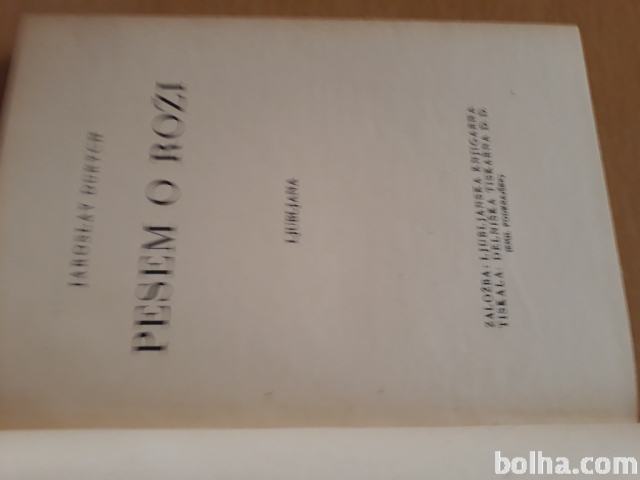 JAROSLAV DURYCH
PESEM O ROŽI
LJUBLJANA
ZALOŽBA: LJUBLJANSKA KNJIGARNA
TISKALA: DELNIŠKA TISKARNA D. D.
bolha.com